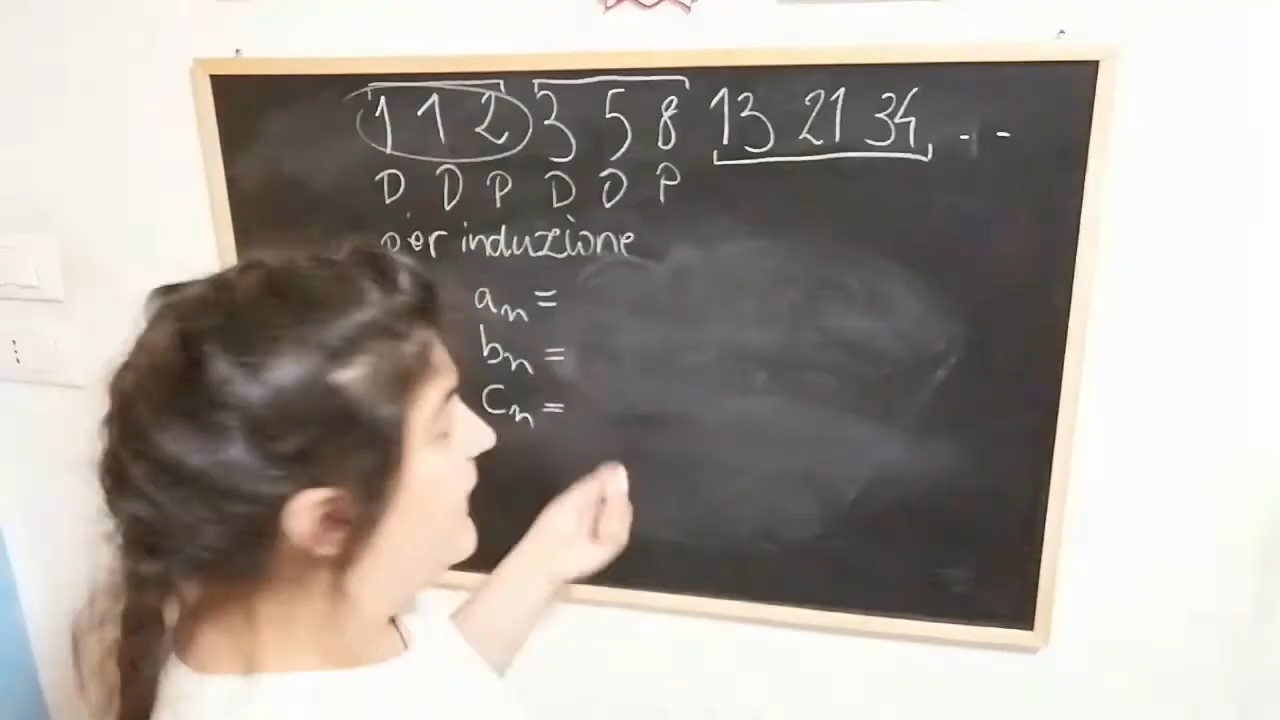 1 1 2 3 5 8 13 21 34 . . -
D D P D D P
per induzione
an =
bn =
cn =